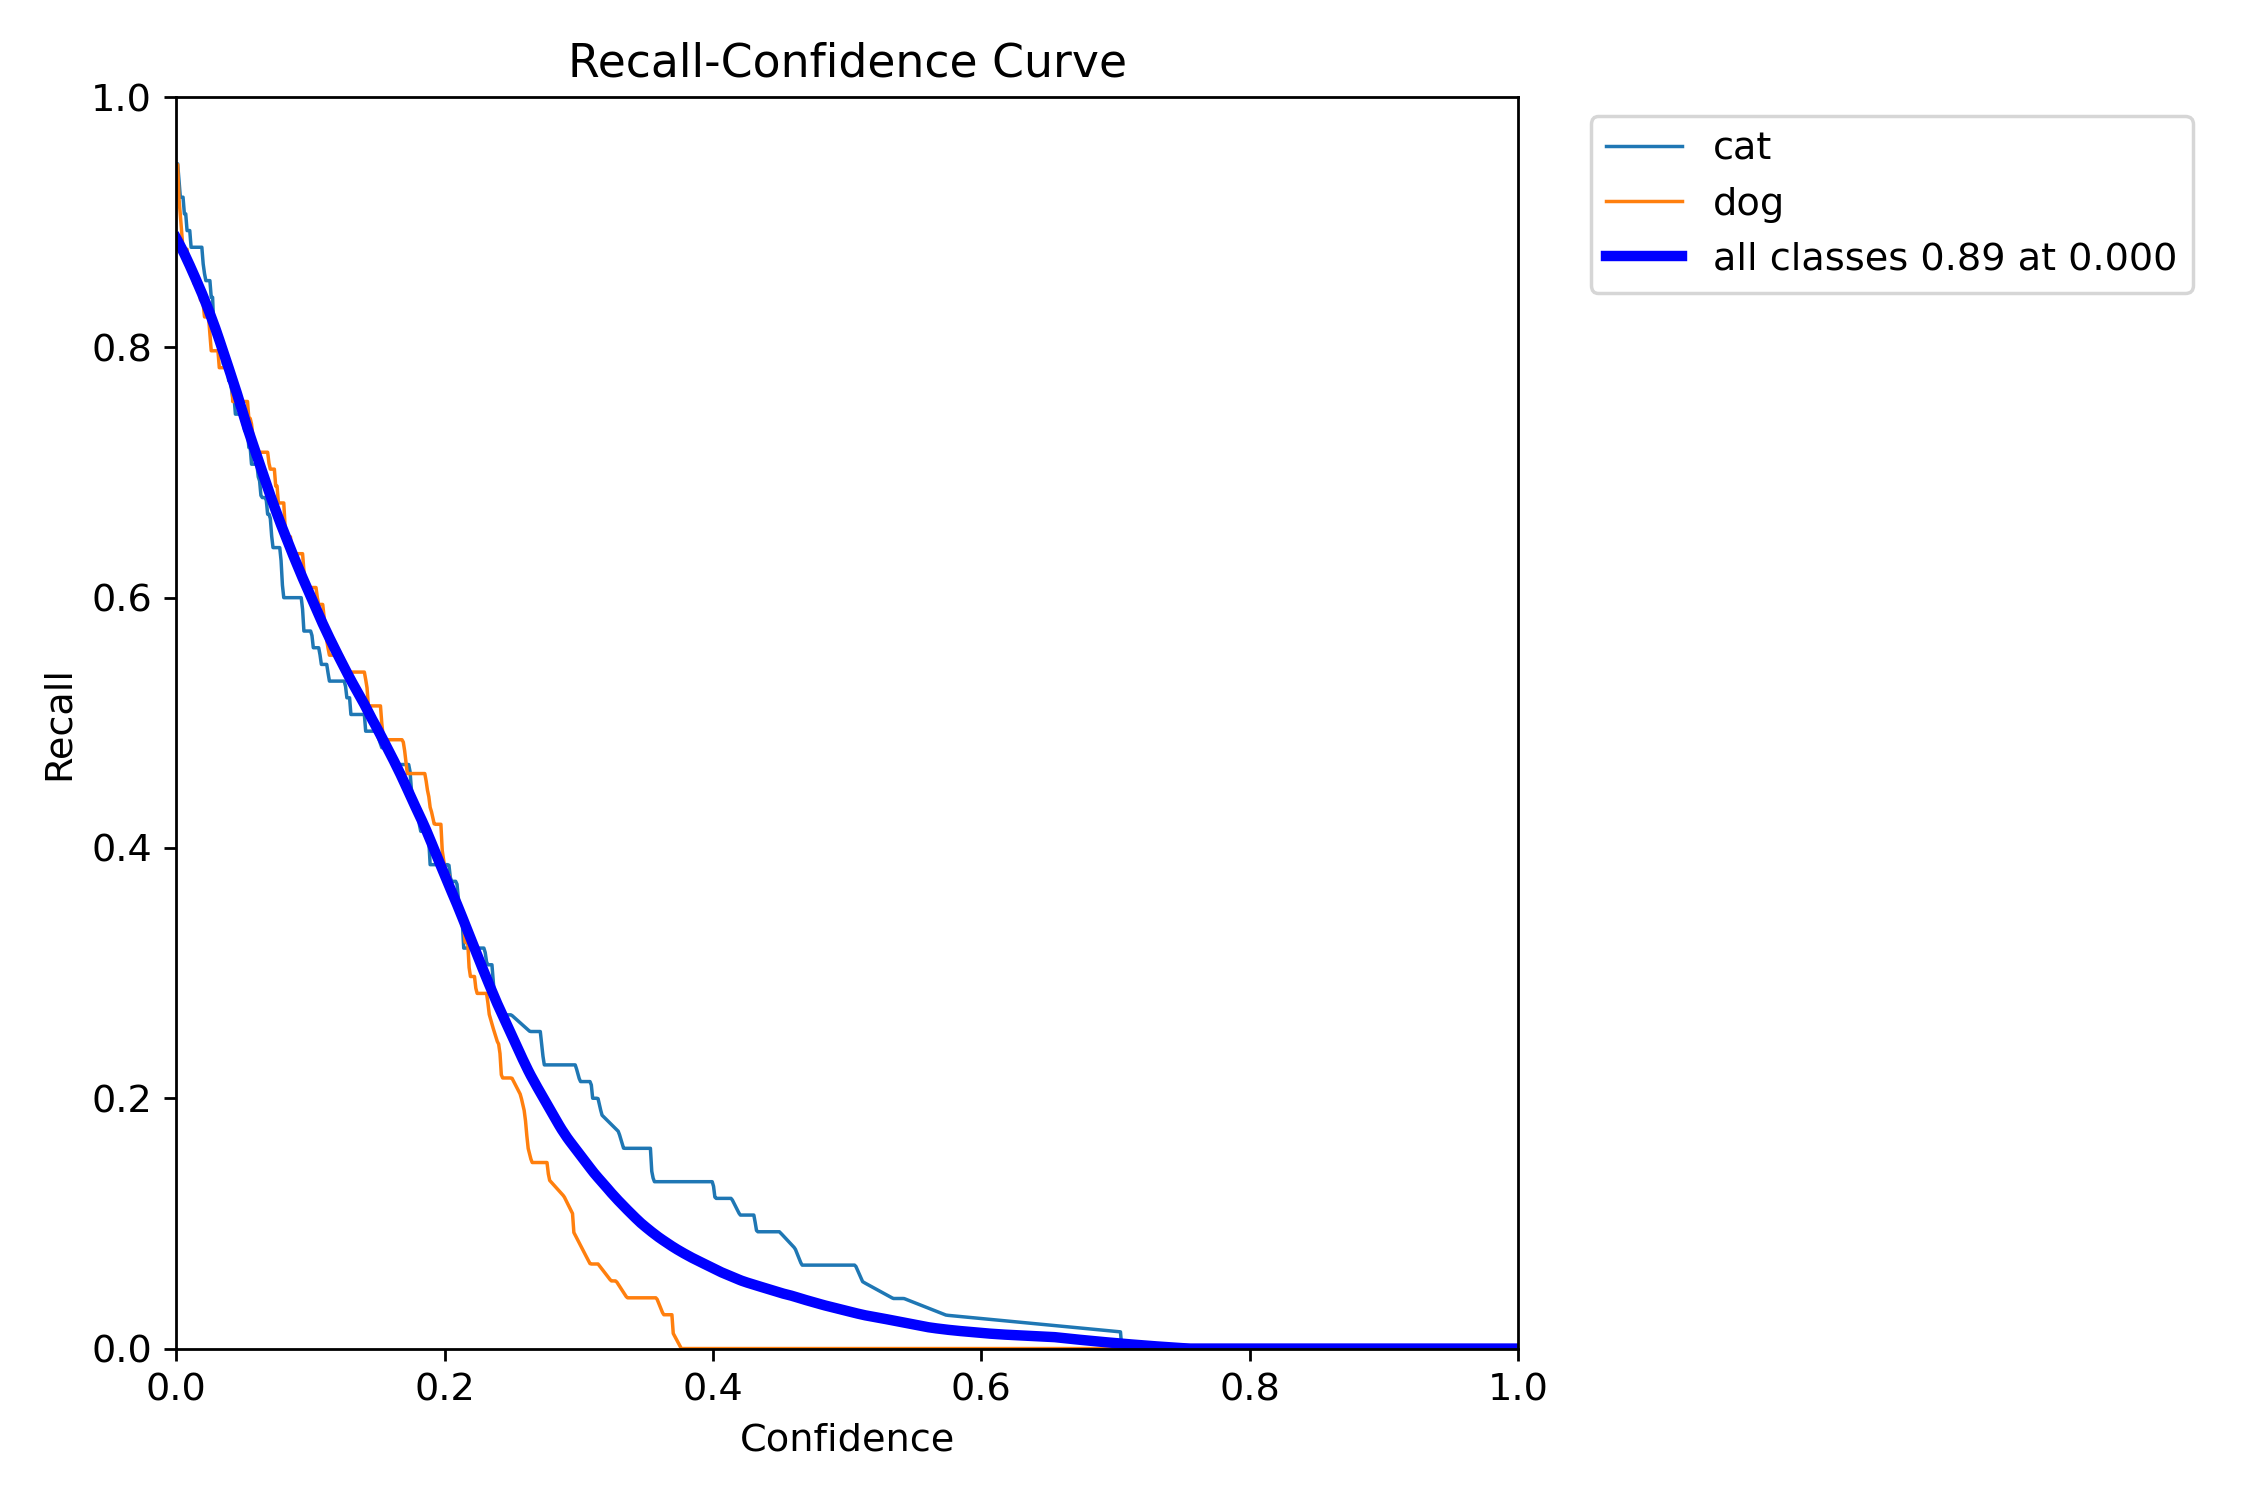 Recall-Confidence Curve
1.0
0.8
0.6
0.4
0.2
0.0
Recall
0.0 0.2 0.4 0.6 0.8 1.0
Confidence
cat
dog
all classes 0.89 at 0.000